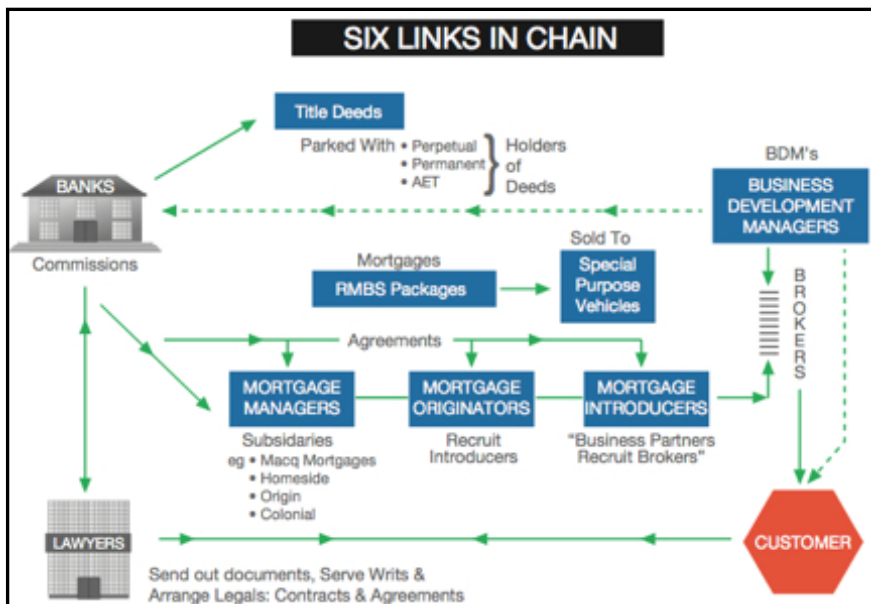 SIX LINKS IN CHAIN
Title Deeds
Parked With • Perpetual
• Permanent
• AET
Holders
of
Deeds
BDM's
BUSINESS
DEVELOPMENT
MANAGERS
BANKS
Commissions
Sold To
Special
Purpose
Vehicles
Mortgages
RMBS Packages
BROKERS
Agreements
MORTGAGE
MANAGERS
Subsidaries
eg • Macq Mortgages
• Homeside
• Origin
• Colonial
MORTGAGE
ORIGINATORS
Recruit
Introducers
MORTGAGE
INTRODUCERS
“Business Partners
Recruit Brokers”
LAWYERS
CUSTOMER
Send out documents, Serve Writs &
Arrange Legals: Contracts & Agreements